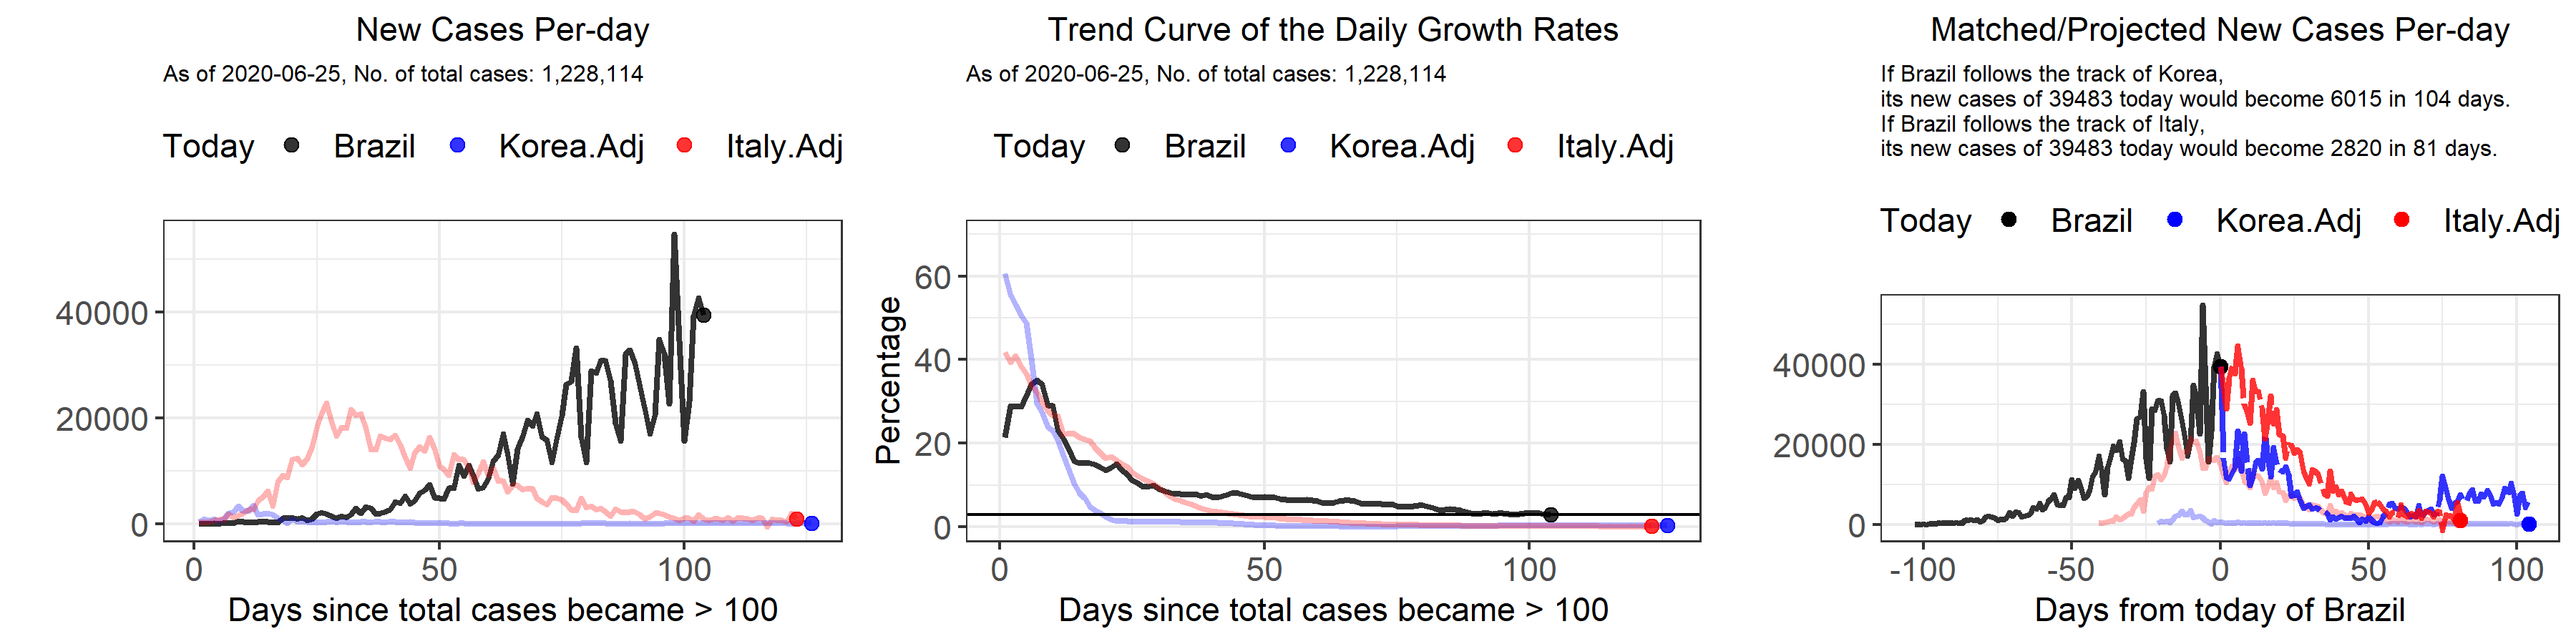 New Cases Per-day
As of 2020-06-25, No. of total cases: 1,228,114
Today Brazil Korea.Adj Italy.Adj
40000
20000
0
0 50 100
Days since total cases became > 100
Trend Curve of the Daily Growth Rates
As of 2020-06-25, No. of total cases: 1,228,114
Today Brazil Korea.Adj Italy.Adj
Percentage
60
40
20
0
0 50 100
Days since total cases became > 100
Matched/Projected New Cases Per-day
If Brazil follows the track of Korea,
its new cases of 39483 today would become 6015 in 104 days.
If Brazil follows the track of Italy,
its new cases of 39483 today would become 2820 in 81 days.
Today Brazil Korea.Adj Italy.Adj
40000
20000
0
-100 -50 0 50 100
Days from today of Brazil